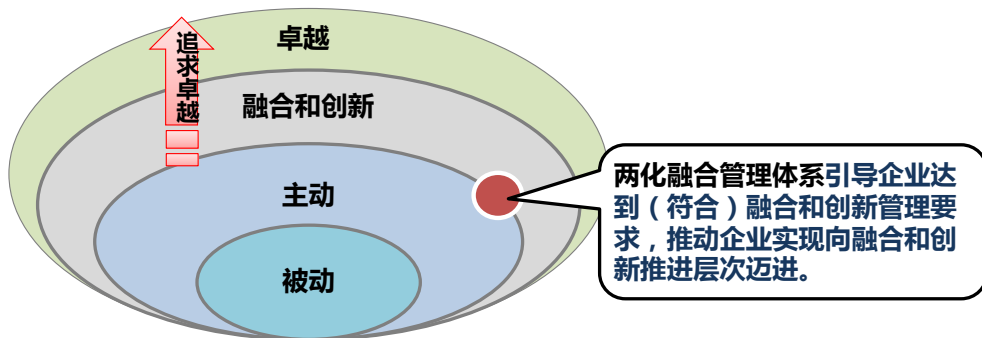 卓越
追求卓越
融合和创新
主动
被动
两化融合管理体系引导企业达
到（符合）融合和创新管理要
求，推动企业实现向融合和创
新推进层次迈进。